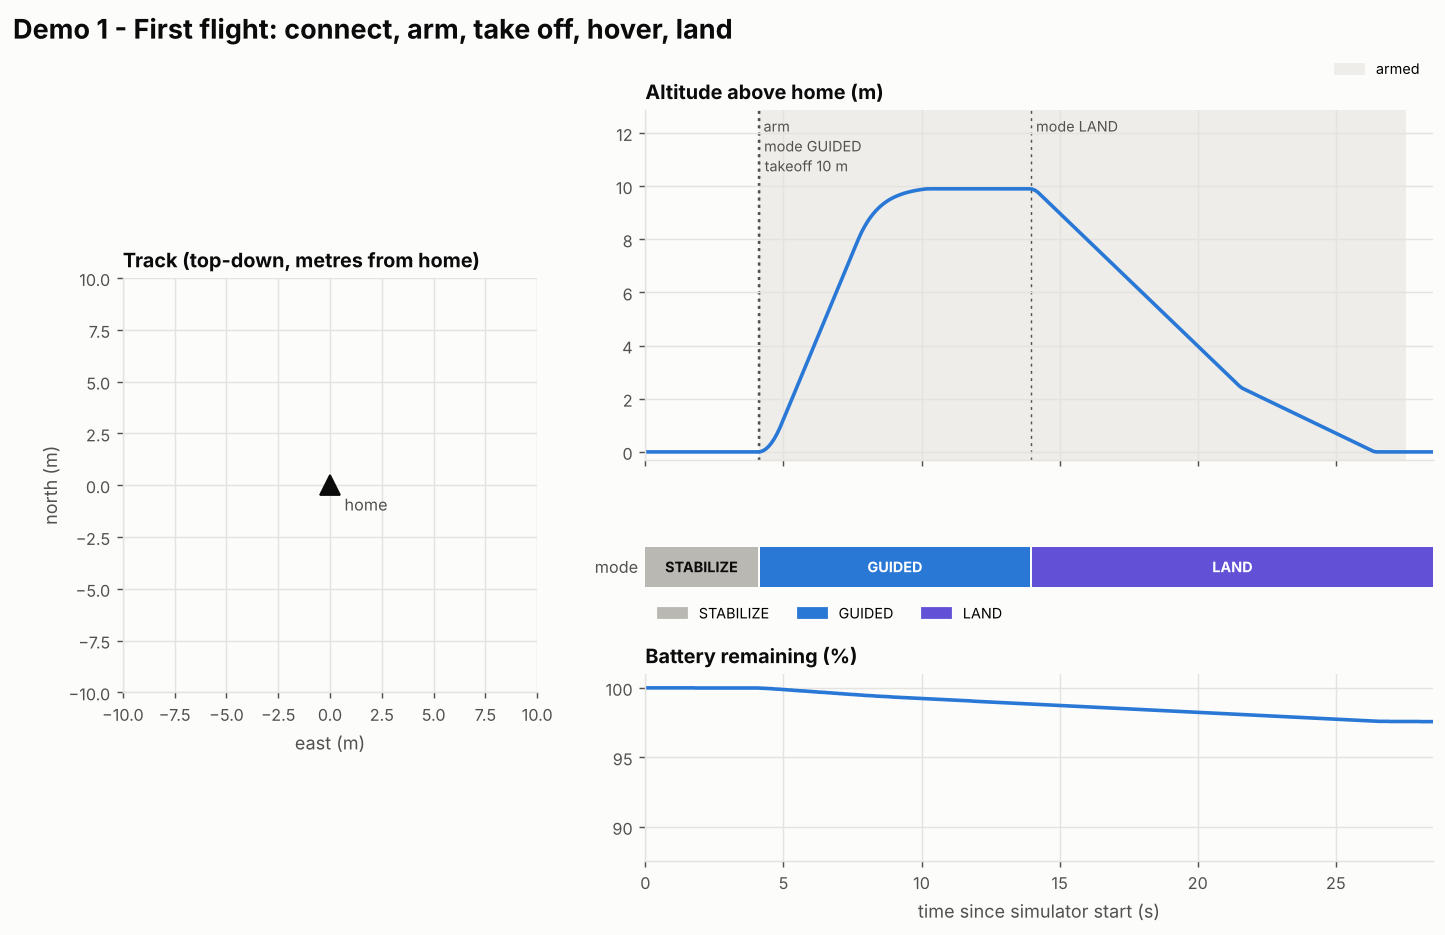 Demo 1 - First flight: connect, arm, take off, hover, land
armed
Altitude above home (m)
arm
mode GUIDED
takeoff 10 m
mode LAND
12
10
8
6
4
2
0
Track (top-down, metres from home)
10.0
7.5
5.0
2.5
0.0
−2.5
−5.0
−7.5
−10.0
north (m)
home
−10.0 −7.5 −5.0 −2.5 0.0 2.5 5.0 7.5 10.0
east (m)
mode STABILIZE GUIDED LAND
STABILIZE GUIDED LAND
Battery remaining (%)
100
95
90
0 5 10 15 20 25
time since simulator start (s)